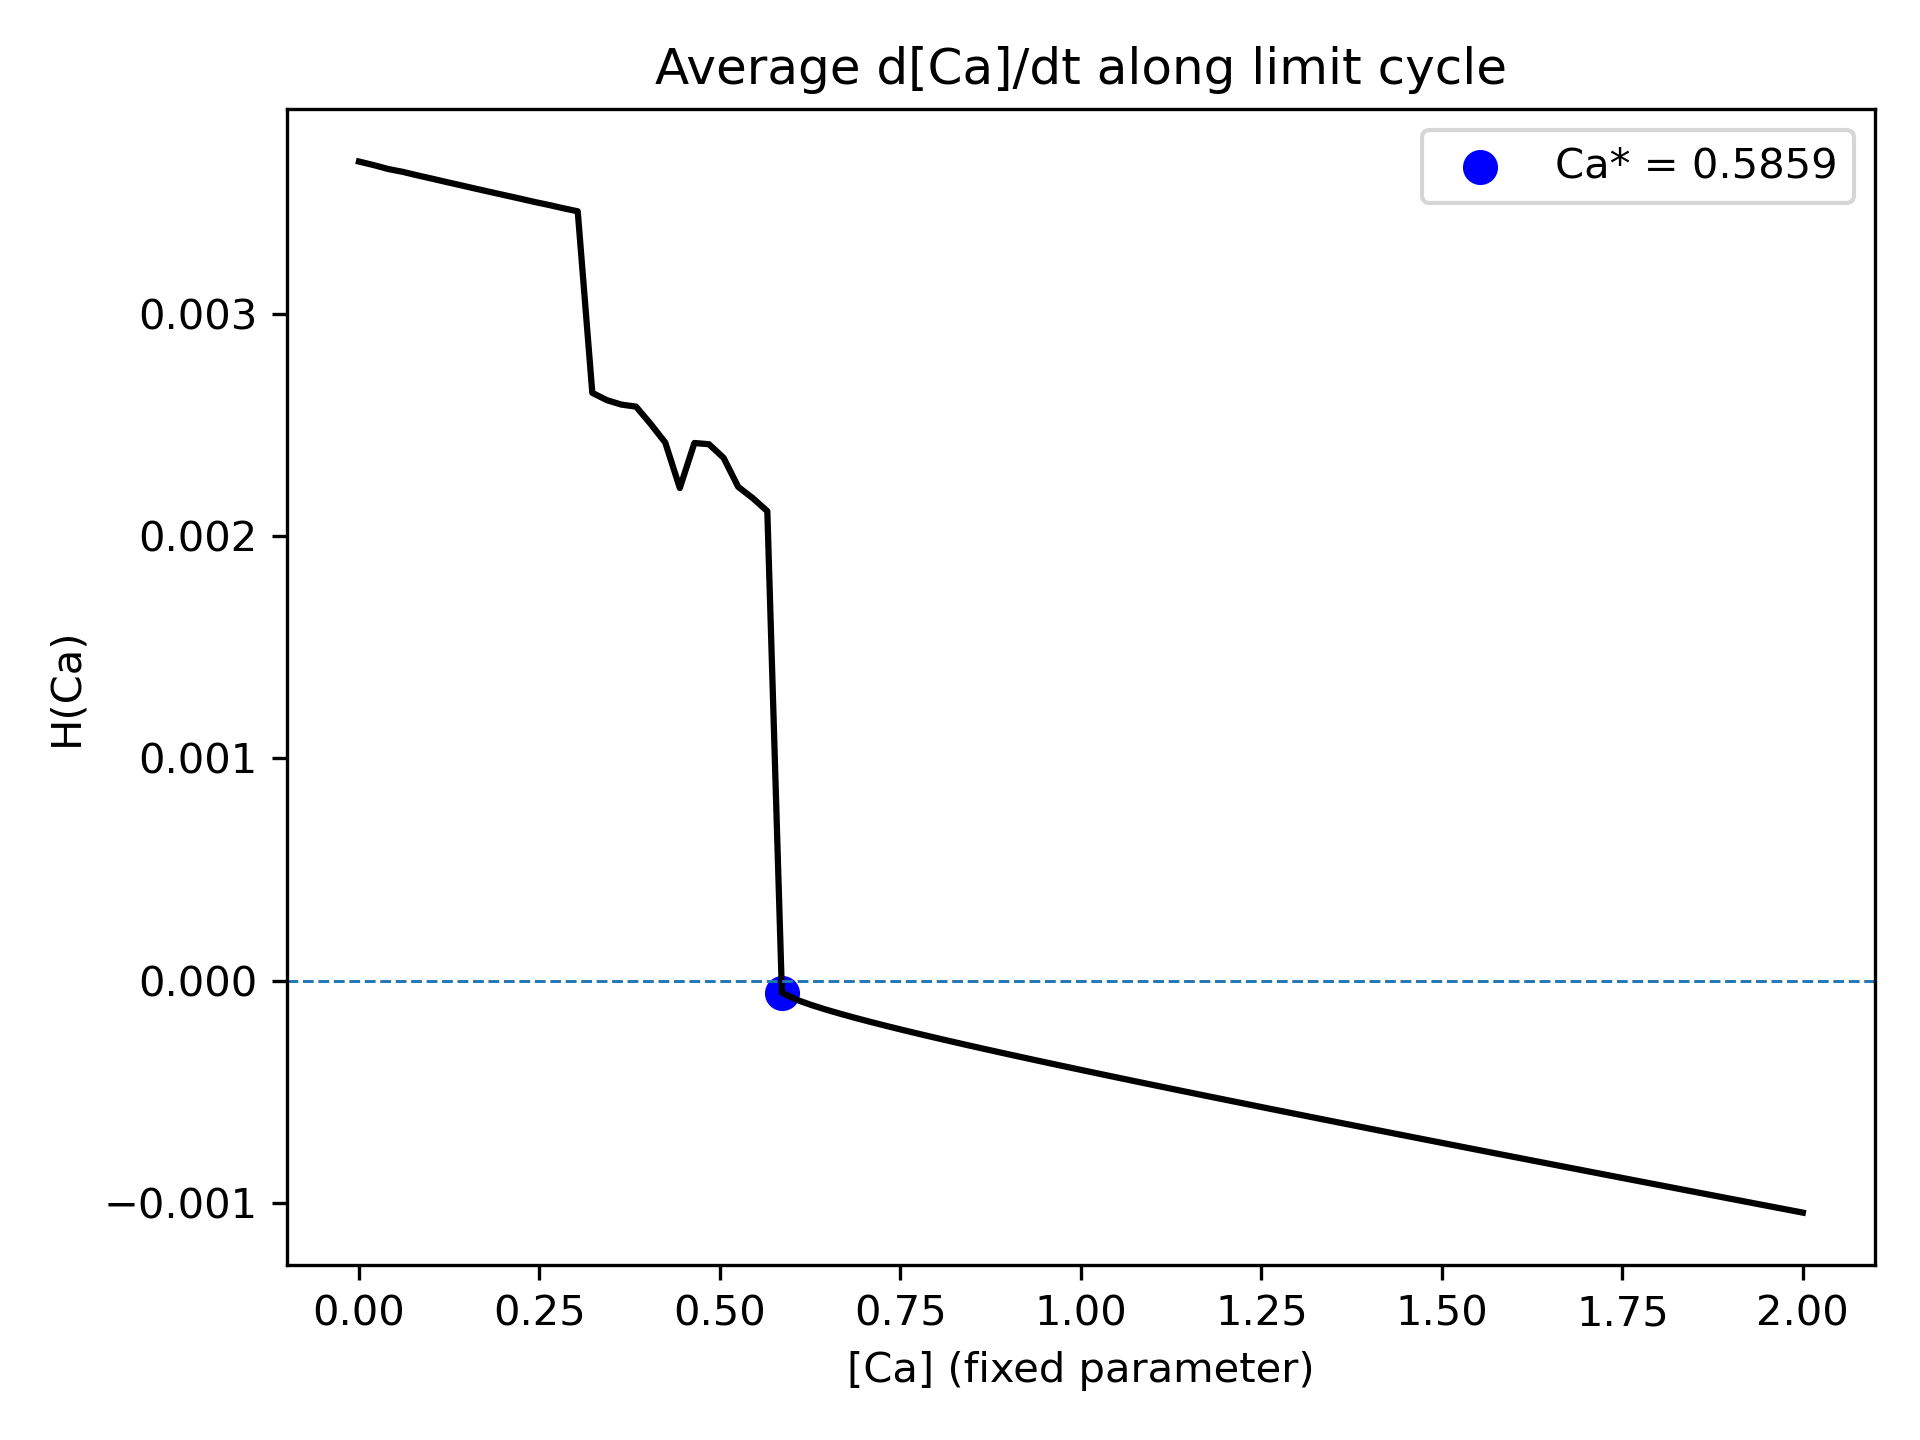 Average d[Ca]/dt along limit cycle
Ca* = 0.5859
H(Ca)
0.003
0.002
0.001
0.000
−0.001
0.00 0.25 0.50 0.75 1.00 1.25 1.50 1.75 2.00
[Ca] (fixed parameter)